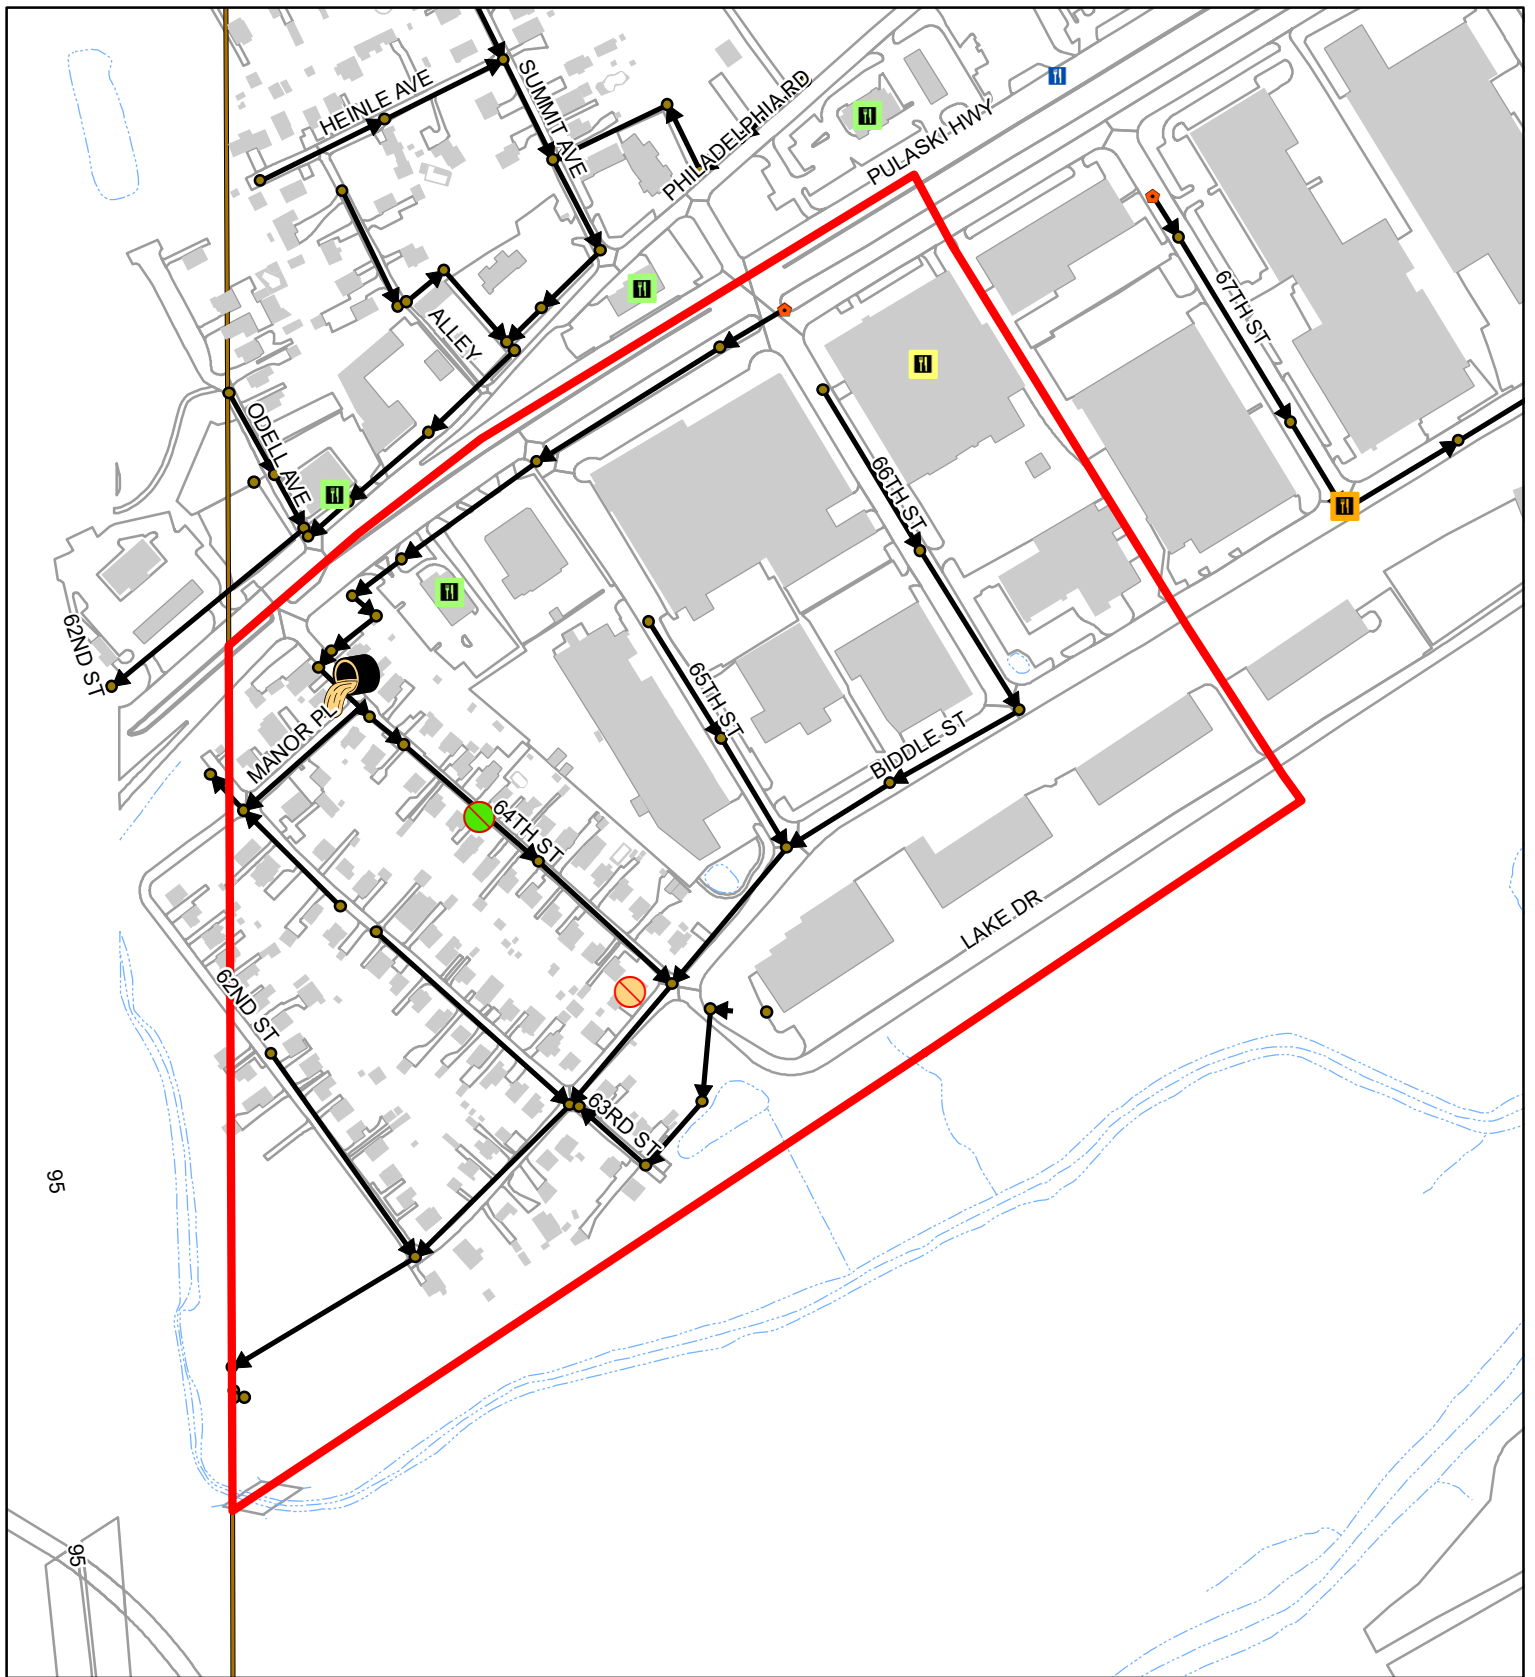 HEINLE AVE
SUMMIT AVE
PHILADELPHIA RD
PULASKI HWY
ALLEY
67TH ST
ODELL AVE
66TH ST
62ND ST
65TH ST
MANOR PL
BIDDLE ST
64TH ST
LAKE DR
62ND ST
63RD ST
95
95